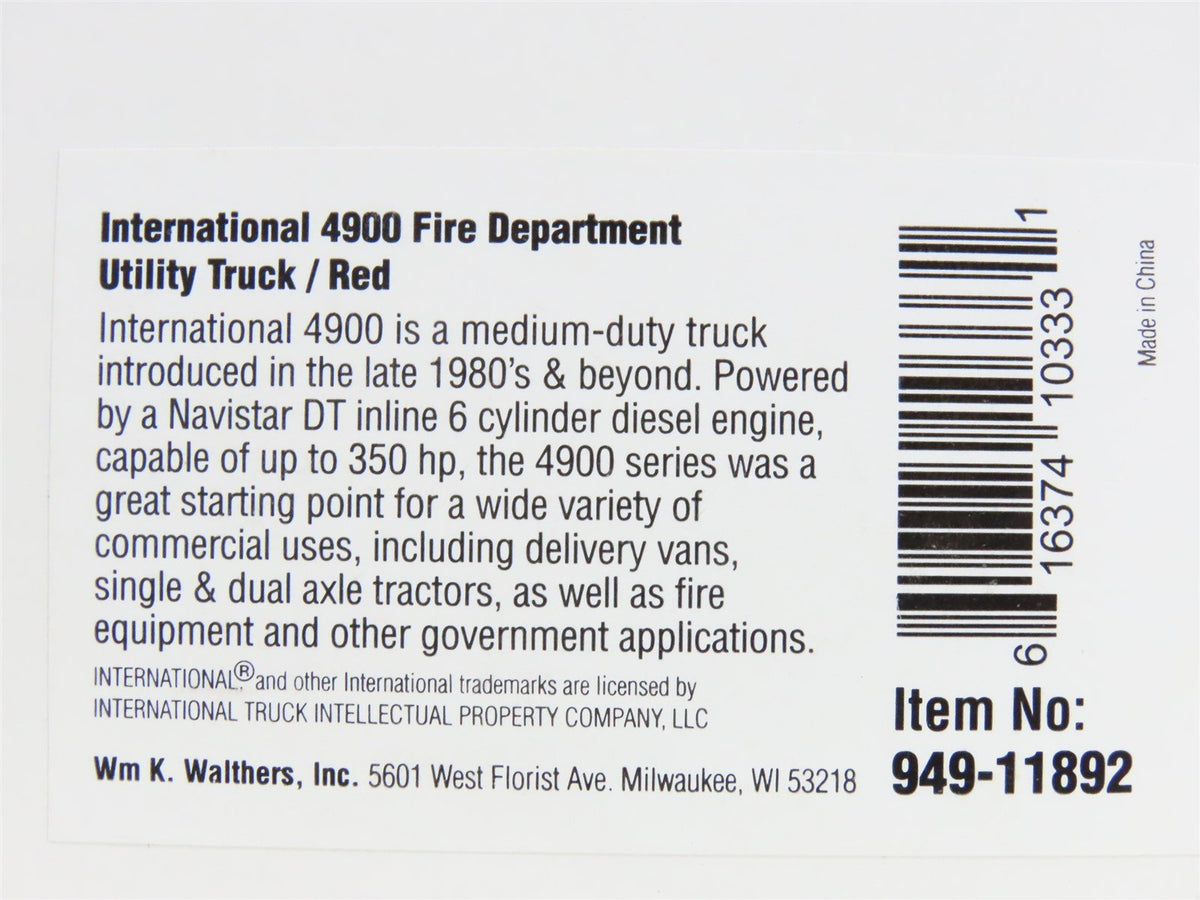 International 4900 Fire Department
Utility Truck / Red
International 4900 is a medium-duty truck
introduced in the late 1980's & beyond. Powered
by a Navistar DT inline 6 cylinder diesel engine,
capable of up to 350 hp, the 4900 series was a
great starting point for a wide variety of
commercial uses, including delivery vans,
single & dual axle tractors, as well as fire
equipment and other government applications.
INTERNATIONAL® and other International trademarks are licensed by
INTERNATIONAL TRUCK INTELLECTUAL PROPERTY COMPANY, LLC
Wm K. Walthers, Inc. 5601 West Florist Ave. Milwaukee, WI 53218
6 16374 10333 1
Item No:
949-11892
Made in China